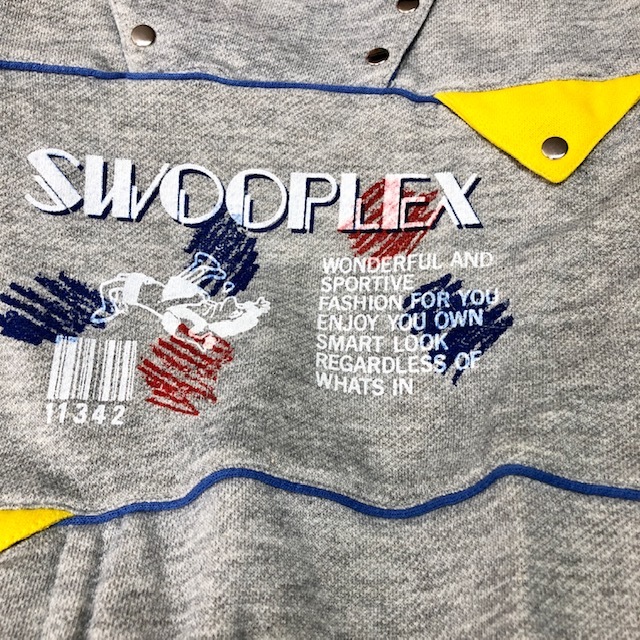 SWOOPLEX
WONDERFUL AND
SPORTIVE
FASHION FOR YOU
ENJOY YOU OWN
SMART LOOK
REGARDLESS OF
WHATS IN
11342